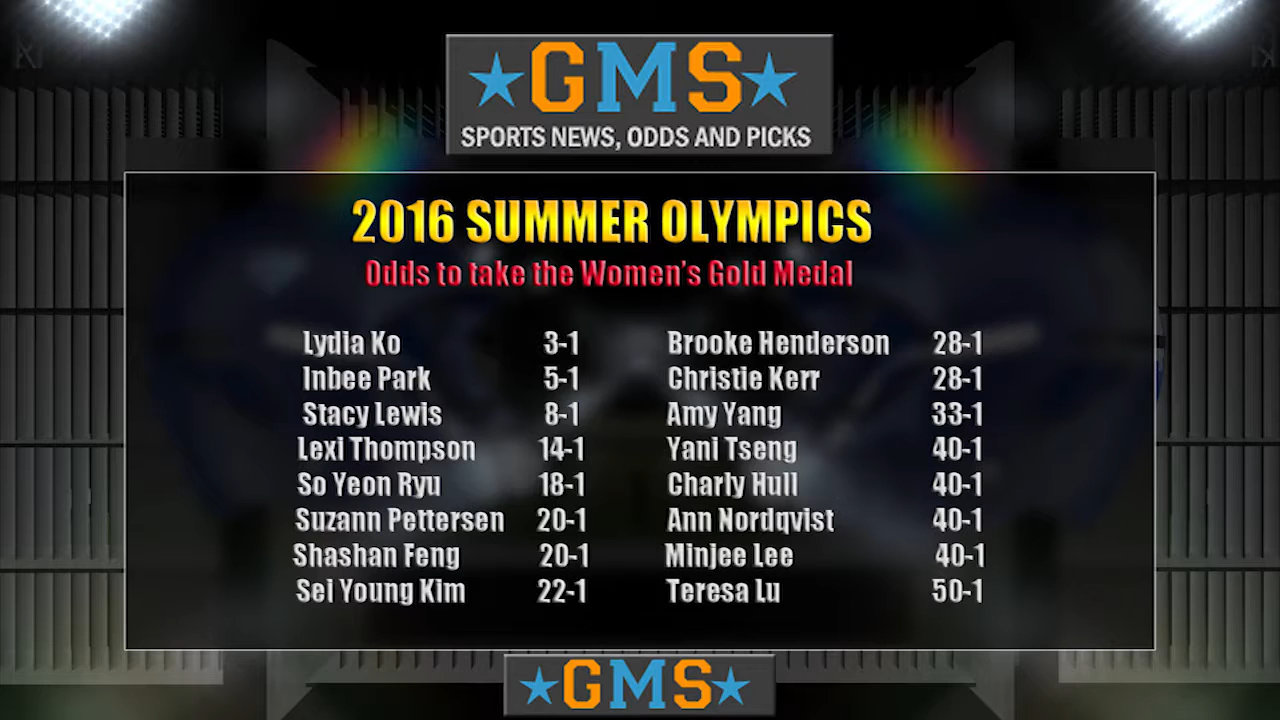 GMS
SPORTS NEWS, ODDS AND PICKS
2016 SUMMER OLYMPICS
Odds to take the Women's Gold Medal
Lydia Ko 3-1
Inbee Park 5-1
Stacy Lewis 8-1
Lexi Thompson 14-1
So Yeon Ryu 18-1
Suzann Pettersen 20-1
Shashan Feng 20-1
Sei Young Kim 22-1
Brooke Henderson 28-1
Christie Kerr 28-1
Amy Yang 33-1
Yani Tseng 40-1
Charly Hull 40-1
Ann Nordqvist 40-1
Minjee Lee 40-1
Teresa Lu 50-1
GMS